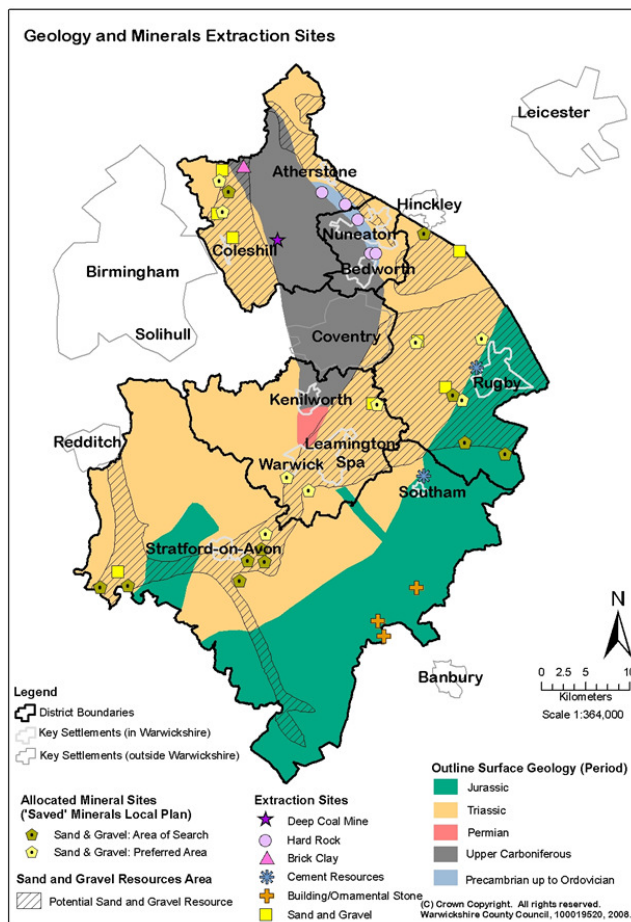 Geology and Minerals Extraction Sites
Leicester
Atherstone
Hinckley
Nuneaton
Coleshill
Bedworth
Birmingham
Solihull
Coventry
Rugby
Kenilworth
Redditch
Leamington
Warwick Spa
Southam
Stratford-on-Avon
N
Banbury
0 2.5 5 10
Kilometers
Scale 1:364,000
Legend
District Boundaries
Key Settlements (in Warwickshire)
Key Settlements (outside Warwickshire)
Allocated Mineral Sites
('Saved' Minerals Local Plan)
Sand & Gravel: Area of Search
Sand & Gravel: Preferred Area
Sand and Gravel Resources Area
Potential Sand and Gravel Resource
Extraction Sites
Deep Coal Mine
Hard Rock
Brick Clay
Cement Resources
Building/Ornamental Stone
Sand and Gravel
Outline Surface Geology (Period)
Jurassic
Triassic
Permian
Upper Carboniferous
Precambrian up to Ordovician
(C) Crown Copyright. All rights reserved.
Warwickshire County Council, 100019520, 2008.